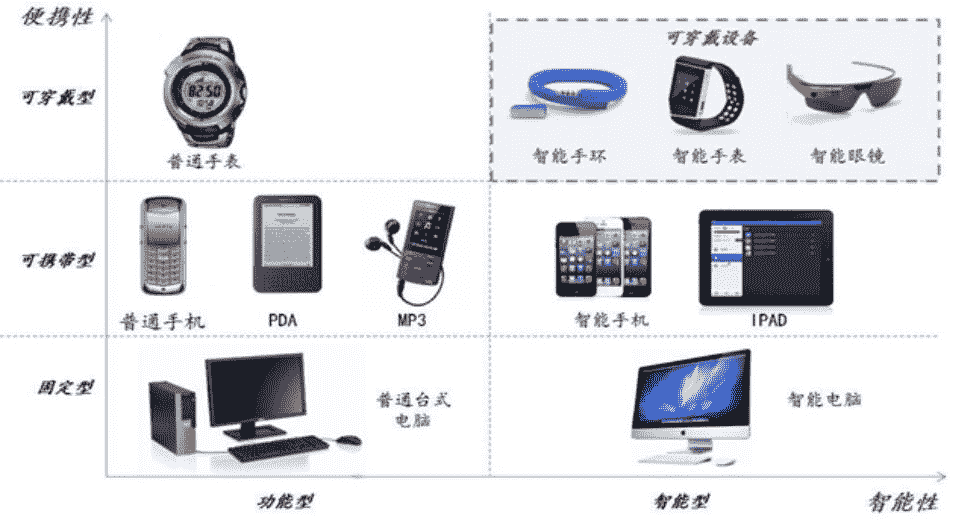 便携性
可穿戴设备
可穿戴型
82:50
普通手表
智能手环
智能手表
智能眼镜
可携带型
普通手机
PDA
MP3
智能手机
IPAD
固定型
普通台式
电脑
智能电脑
功能型
智能型
智能性